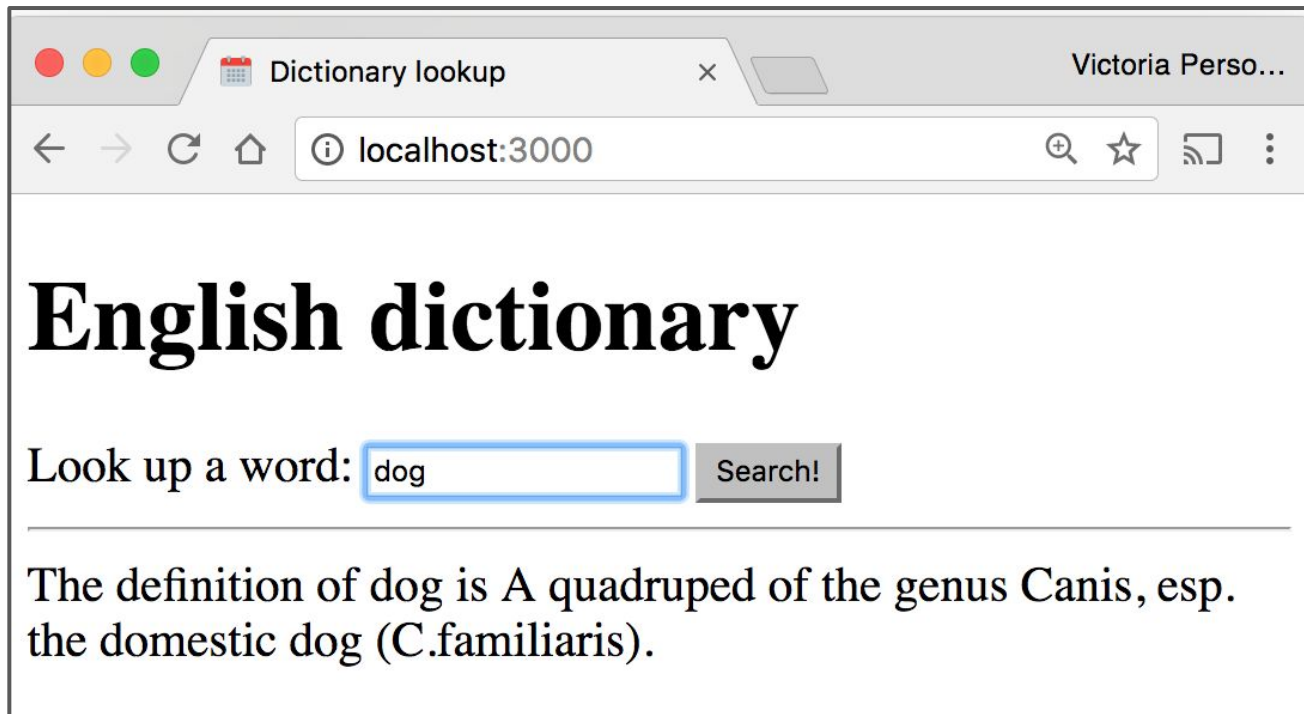 Dictionary lookup
Victoria Perso...
localhost:3000
English dictionary
Look up a word: dog Search!
The definition of dog is A quadruped of the genus Canis, esp.
the domestic dog (C.familiaris).